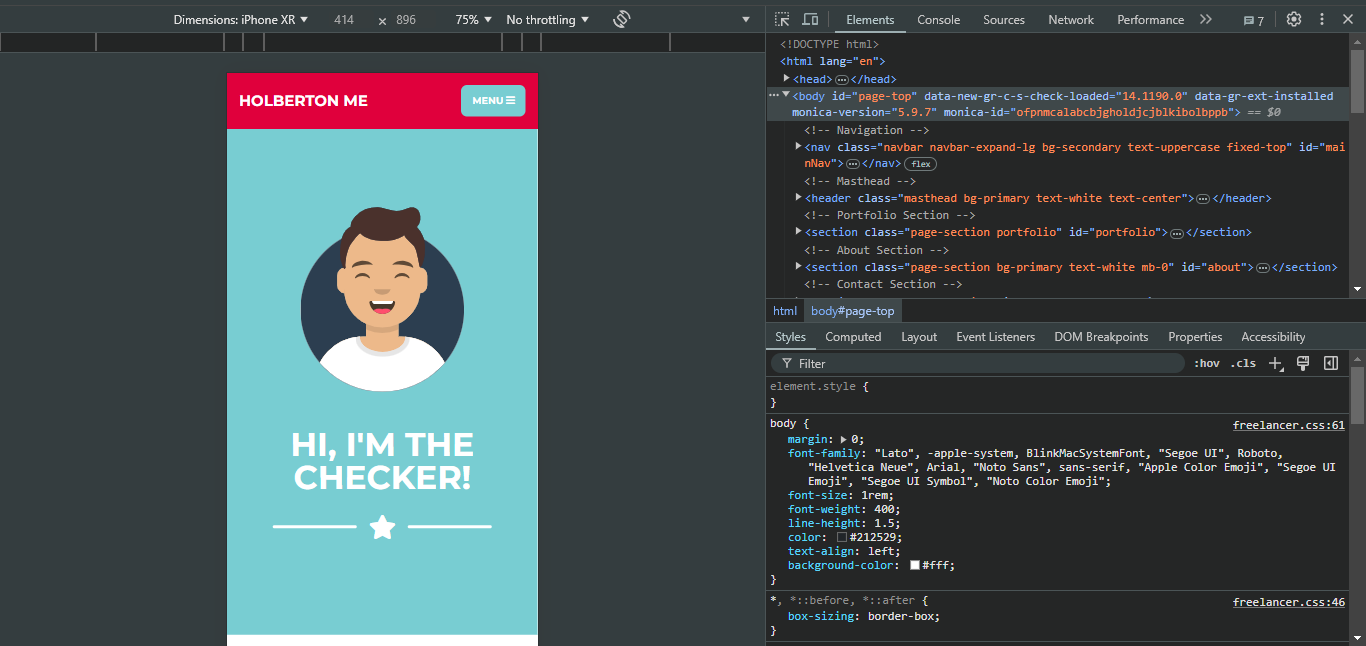 Dimensions: iPhone XR ▼ 414 × 896 75% ▼ No throttling ▼
HOLBERTON ME
MENU
HI, I'M THE
CHECKER!
Elements Console Sources Network Performance 7
<!DOCTYPE html>
<html lang="en">
<head>…</head>
<body id="page-top" data-new-gr-c-s-check-loaded="14.1190.0" data-gr-ext-installed
monica-version="5.9.7" monica-id="ofpnmcalabcbjgholdjcjblkibolbppb"> == $0
<!-- Navigation -->
<nav class="navbar navbar-expand-lg bg-secondary text-uppercase fixed-top" id="mai
nNav">…</nav> flex
<!-- Masthead -->
<header class="masthead bg-primary text-white text-center">…</header>
<!-- Portfolio Section -->
<section class="page-section portfolio" id="portfolio">…</section>
<!-- About Section -->
<section class="page-section bg-primary text-white mb-0" id="about">…</section>
<!-- Contact Section -->
html body#page-top
Styles Computed Layout Event Listeners DOM Breakpoints Properties Accessibility
Filter :hov .cls
element.style {
}
body { freelancer.css:61
margin: 0;
font-family: "Lato", -apple-system, BlinkMacSystemFont, "Segoe UI", Roboto,
"Helvetica Neue", Arial, "Noto Sans", sans-serif, "Apple Color Emoji", "Segoe UI
Emoji", "Segoe UI Symbol", "Noto Color Emoji";
font-size: 1rem;
font-weight: 400;
line-height: 1.5;
color: #212529;
text-align: left;
background-color: #fff;
}
*, *::before, *::after { freelancer.css:46
box-sizing: border-box;
}